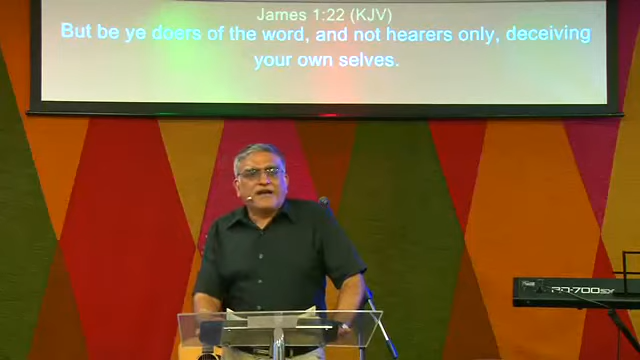 James 1:22 (KJV)
But be ye doers of the word, and not hearers only, deceiving
your own selves.
RD-700SX